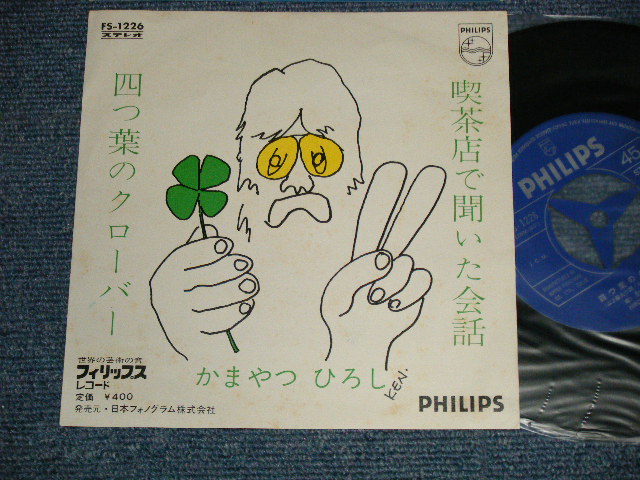 FS-1226
ステレオ
PHILIPS
喫茶店で聞いた会話
四つ葉のクローバー
かまやつ ひろし
KEN.
世界の芸術の音
フィリップス
レコード
定価 ¥400
発売元・日本フォノグラム株式会社
PHILIPS
PHILIPS
45